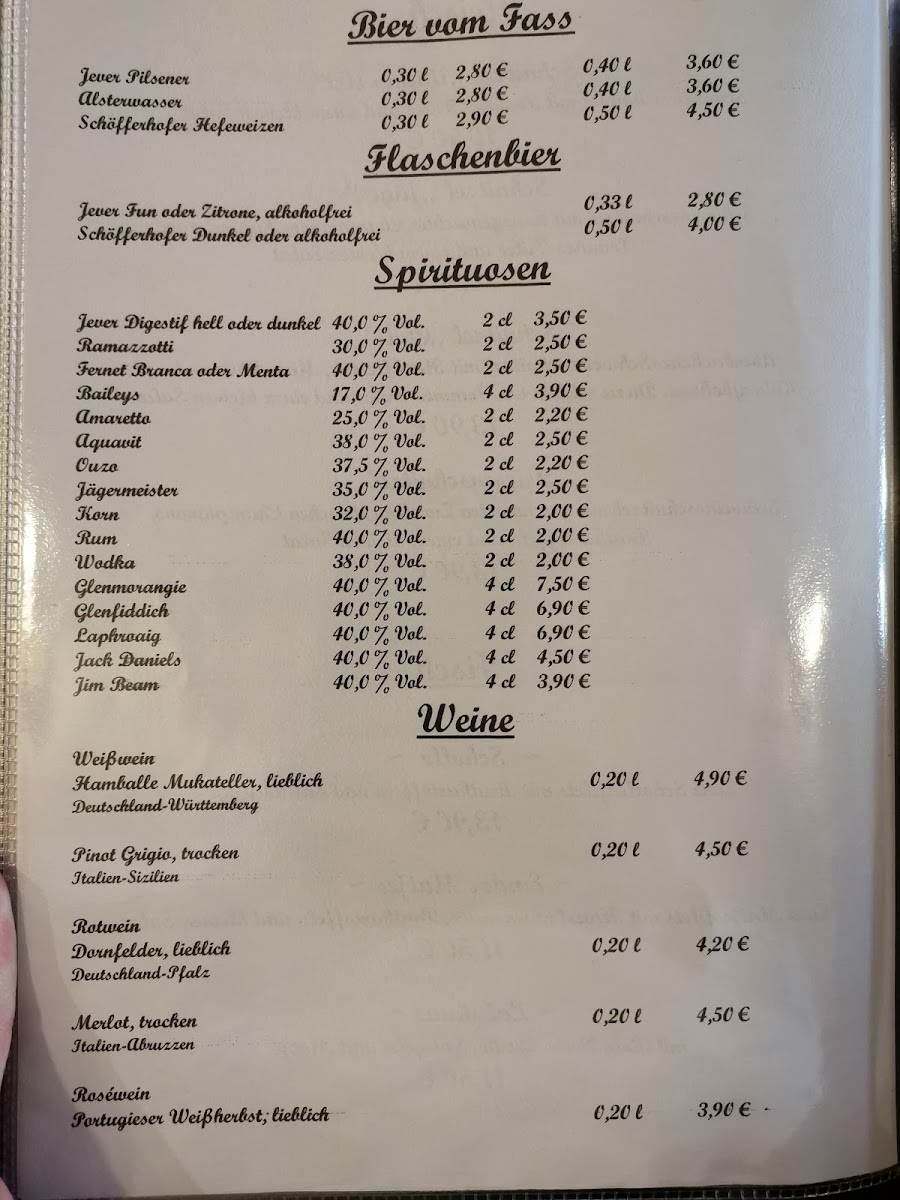 Bier vom Fass
Jever Pilsener 0,30 l 2,80 € 0,40 l 3,60 €
Alsterwasser 0,30 l 2,80 € 0,40 l 3,60 €
Schöfferhofer Hefeweizen 0,30 l 2,90 € 0,50 l 4,50 €
Flaschenbier
Jever Fun oder Zitrone, alkoholfrei 0,33 l 2,80 €
Schöfferhofer Dunkel oder alkoholfrei 0,50 l 4,00 €
Spirituosen
Jever Digestif hell oder dunkel 40,0 % Vol. 2 cl 3,50 €
Ramazzotti 30,0 % Vol. 2 cl 2,50 €
Fernet Branca oder Menta 40,0 % Vol. 2 cl 2,50 €
Baileys 17,0 % Vol. 4 cl 3,90 €
Amaretto 25,0 % Vol. 2 cl 2,20 €
Aquavit 38,0 % Vol. 2 cl 2,50 €
Ouzo 37,5 % Vol. 2 cl 2,20 €
Jägermeister 35,0 % Vol. 2 cl 2,50 €
Korn 32,0 % Vol. 2 cl 2,00 €
Rum 40,0 % Vol. 2 cl 2,00 €
Wodka 38,0 % Vol. 2 cl 2,00 €
Glenmorangie 40,0 % Vol. 4 cl 7,50 €
Glenfiddich 40,0 % Vol. 4 cl 6,90 €
Laphroaig 40,0 % Vol. 4 cl 6,90 €
Jack Daniels 40,0 % Vol. 4 cl 4,50 €
Jim Beam 40,0 % Vol. 4 cl 3,90 €
Weine
Weißwein
Hamballe Mukateller, lieblich 0,20 l 4,90 €
Deutschland-Württemberg
Pinot Grigio, trocken 0,20 l 4,50 €
Italien-Sizilien
Rotwein
Dornfelder, lieblich 0,20 l 4,20 €
Deutschland-Pfalz
Merlot, trocken 0,20 l 4,50 €
Italien-Abruzzen
Roséwein
Portugieser Weißherbst, lieblich 0,20 l 3,90 €